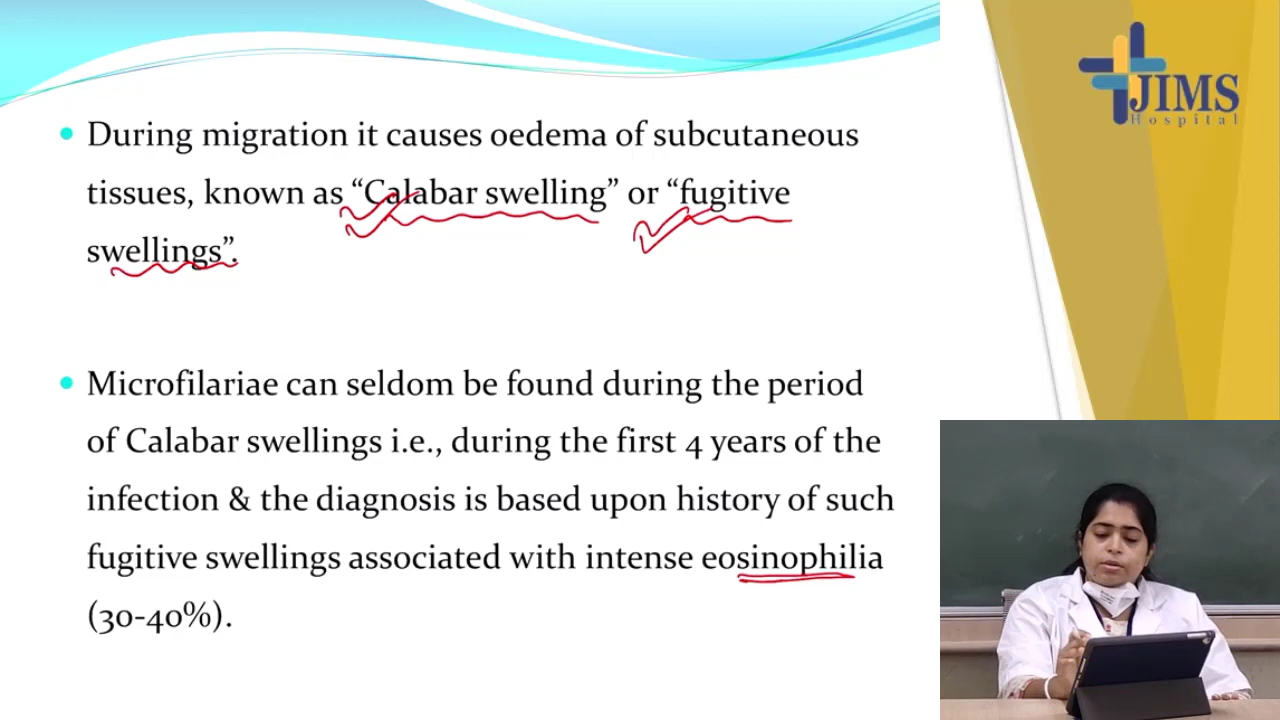 During migration it causes oedema of subcutaneous
tissues, known as “Calabar swelling” or “fugitive
swellings”.
Microfilariae can seldom be found during the period
of Calabar swellings i.e., during the first 4 years of the
infection & the diagnosis is based upon history of such
fugitive swellings associated with intense eosinophilia
(30-40%).
JIMS
Hospital